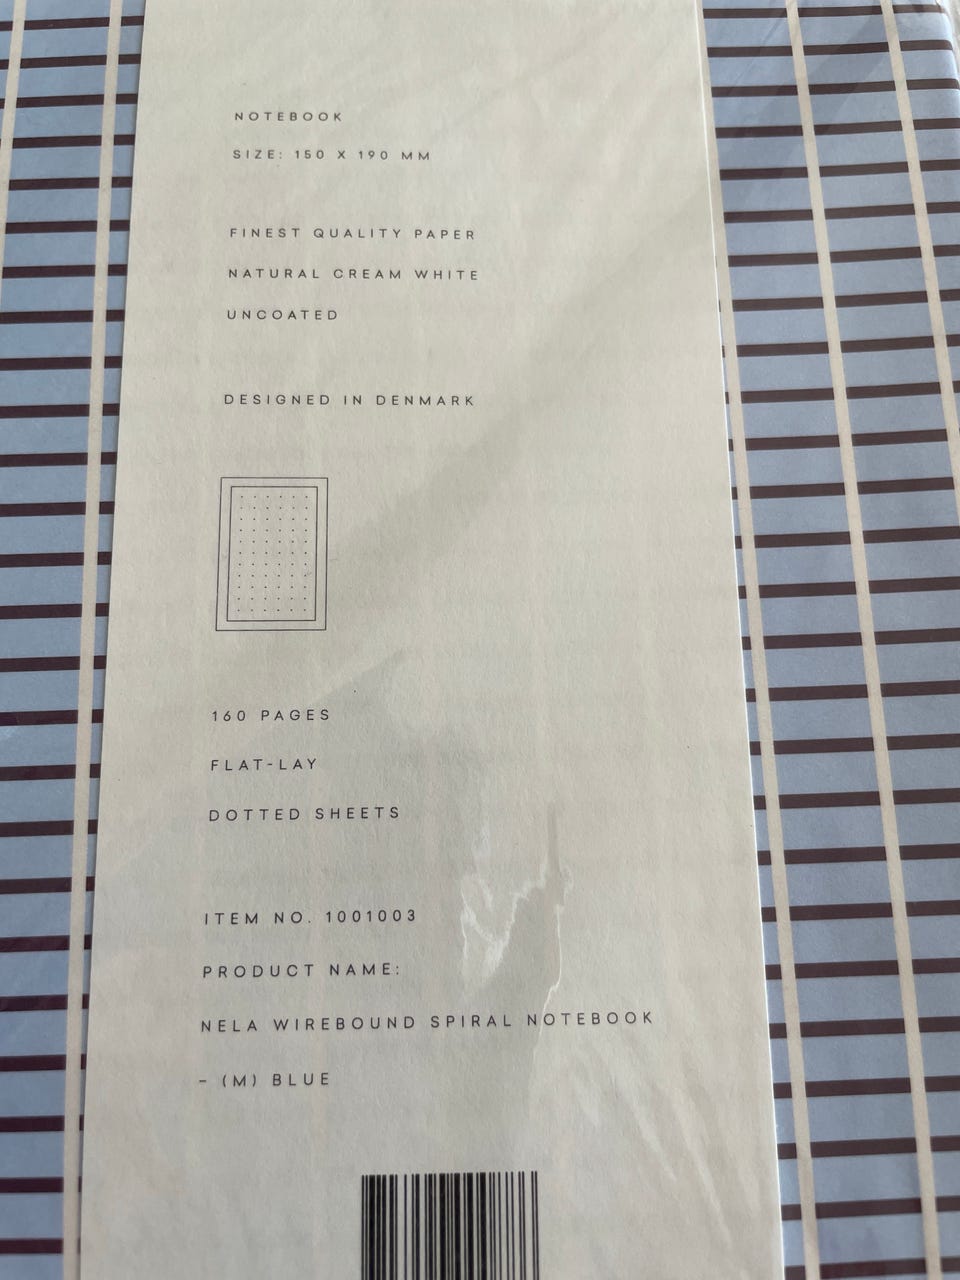 NOTEBOOK
SIZE: 150 X 190 MM
FINEST QUALITY PAPER
NATURAL CREAM WHITE
UNCOATED
DESIGNED IN DENMARK
160 PAGES
FLAT-LAY
DOTTED SHEETS
ITEM NO. 1001003
PRODUCT NAME:
NELA WIREBOUND SPIRAL NOTEBOOK
– (M) BLUE